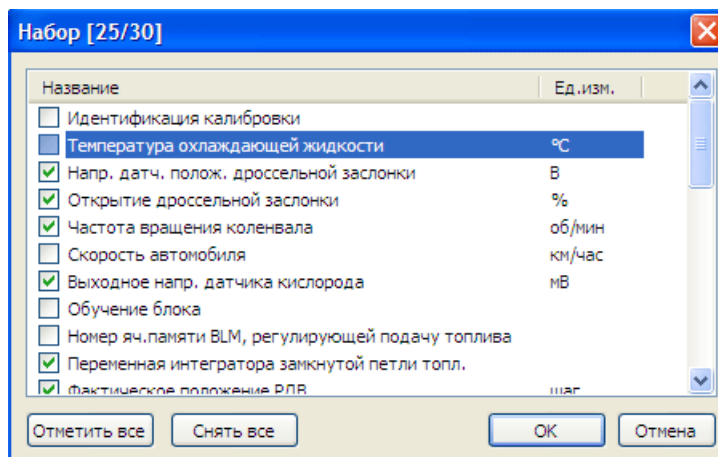 Набор [25/30]
Название Ед.изм.
Идентификация калибровки
Температура охлаждающей жидкости °C
Напр. датч. полож. дроссельной заслонки В
Открытие дроссельной заслонки %
Частота вращения коленвала об/мин
Скорость автомобиля км/час
Выходное напр. датчика кислорода мВ
Обучение блока
Номер яч.памяти BLM, регулирующей подачу топлива
Переменная интегратора замкнутой петли топл.
Фактическое положение РДВ шаг
Отметить все Снять все OK Отмена